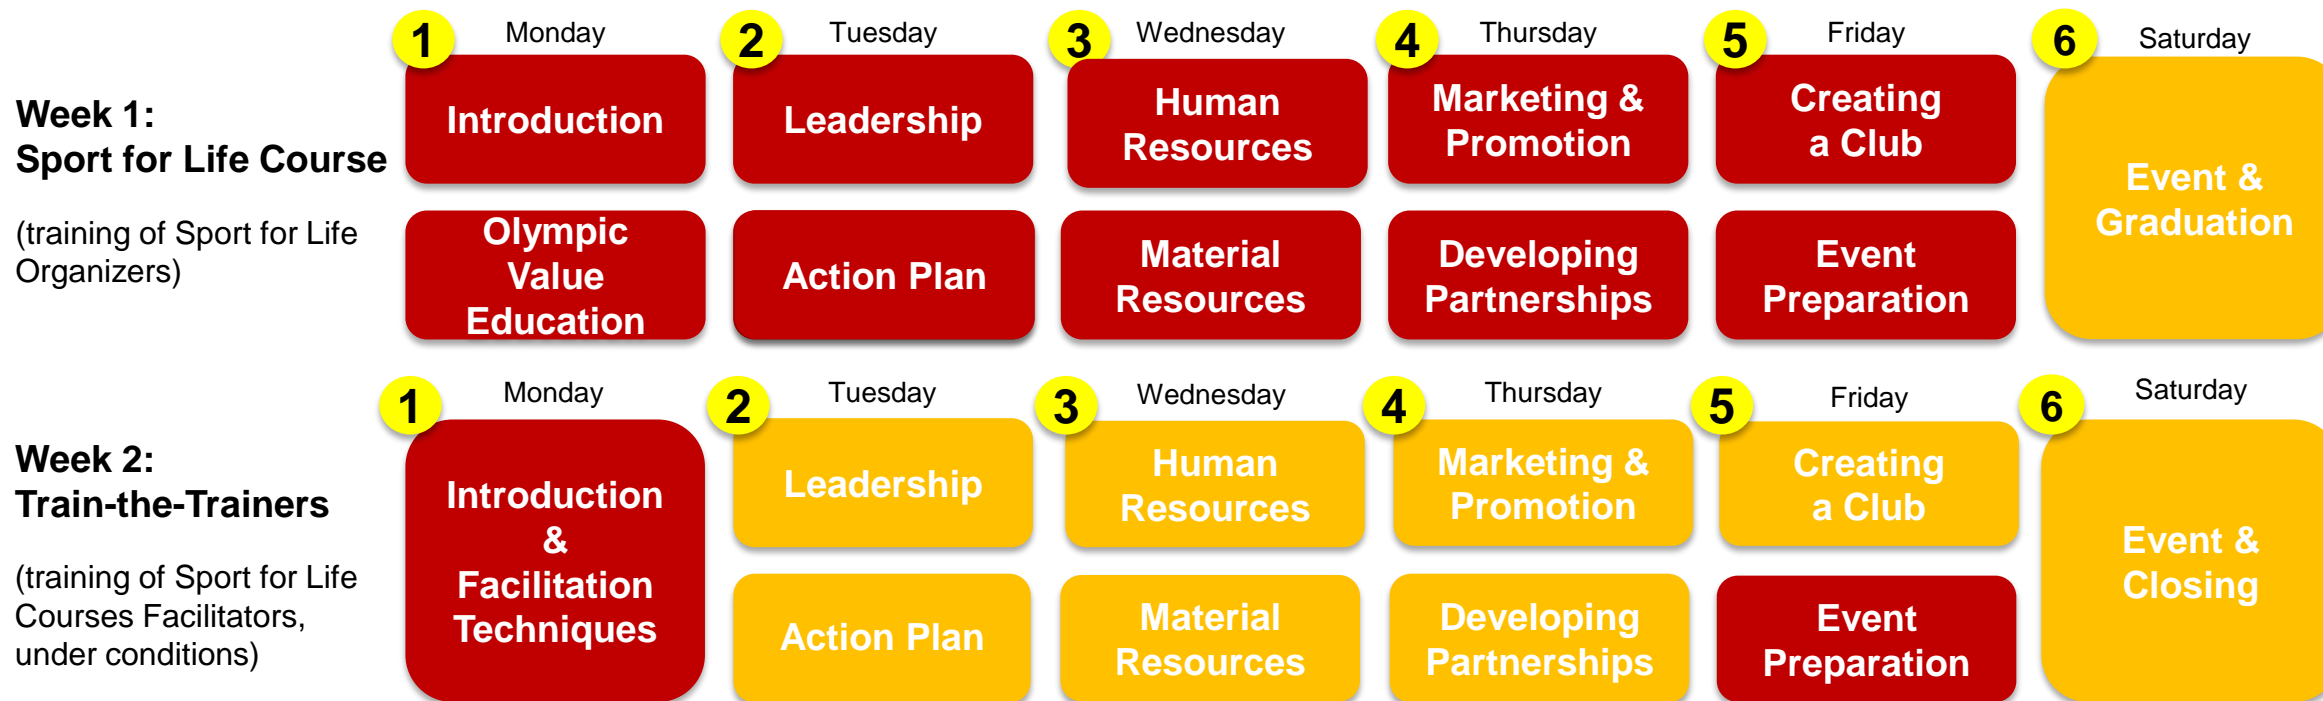 1 Monday
2 Tuesday
3 Wednesday
4 Thursday
5 Friday
6 Saturday
Week 1:
Sport for Life Course
(training of Sport for Life
Organizers)
Introduction
Leadership
Human
Resources
Marketing &
Promotion
Creating
a Club
Event &
Graduation
Olympic
Value
Education
Action Plan
Material
Resources
Developing
Partnerships
Event
Preparation
1 Monday
2 Tuesday
3 Wednesday
4 Thursday
5 Friday
6 Saturday
Week 2:
Train-the-Trainers
(training of Sport for Life
Courses Facilitators,
under conditions)
Introduction
&
Facilitation
Techniques
Leadership
Human
Resources
Marketing &
Promotion
Creating
a Club
Event &
Closing
Action Plan
Material
Resources
Developing
Partnerships
Event
Preparation